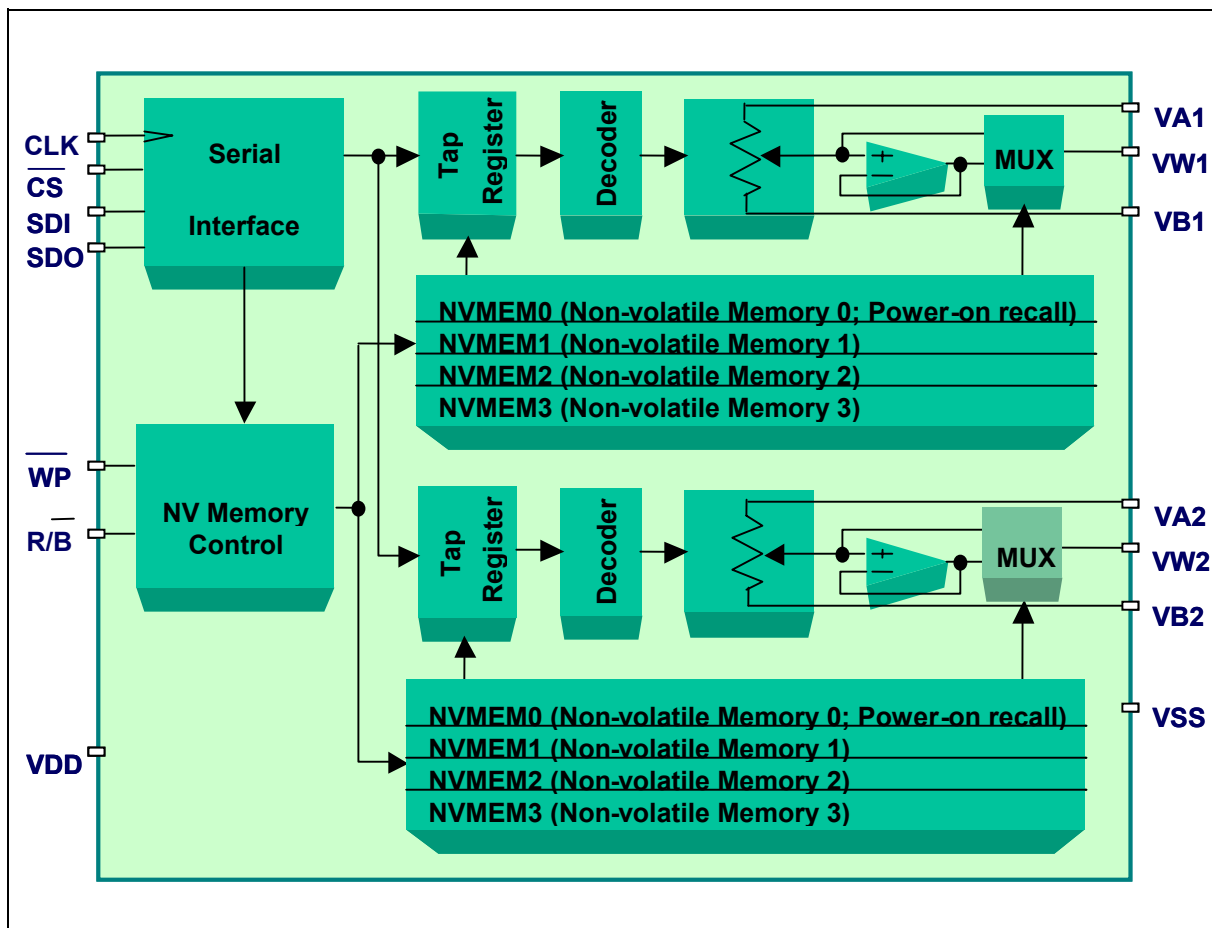 CLK
CS
SDI
SDO
Serial
Interface
Tap
Register
Decoder
+
−
MUX
VA1
VW1
VB1
NVMEM0 (Non-volatile Memory 0; Power-on recall)
NVMEM1 (Non-volatile Memory 1)
NVMEM2 (Non-volatile Memory 2)
NVMEM3 (Non-volatile Memory 3)
WP
R/B
NV Memory
Control
Tap
Register
Decoder
+
−
MUX
VA2
VW2
VB2
NVMEM0 (Non-volatile Memory 0; Power-on recall)
NVMEM1 (Non-volatile Memory 1)
NVMEM2 (Non-volatile Memory 2)
NVMEM3 (Non-volatile Memory 3)
VDD
VSS